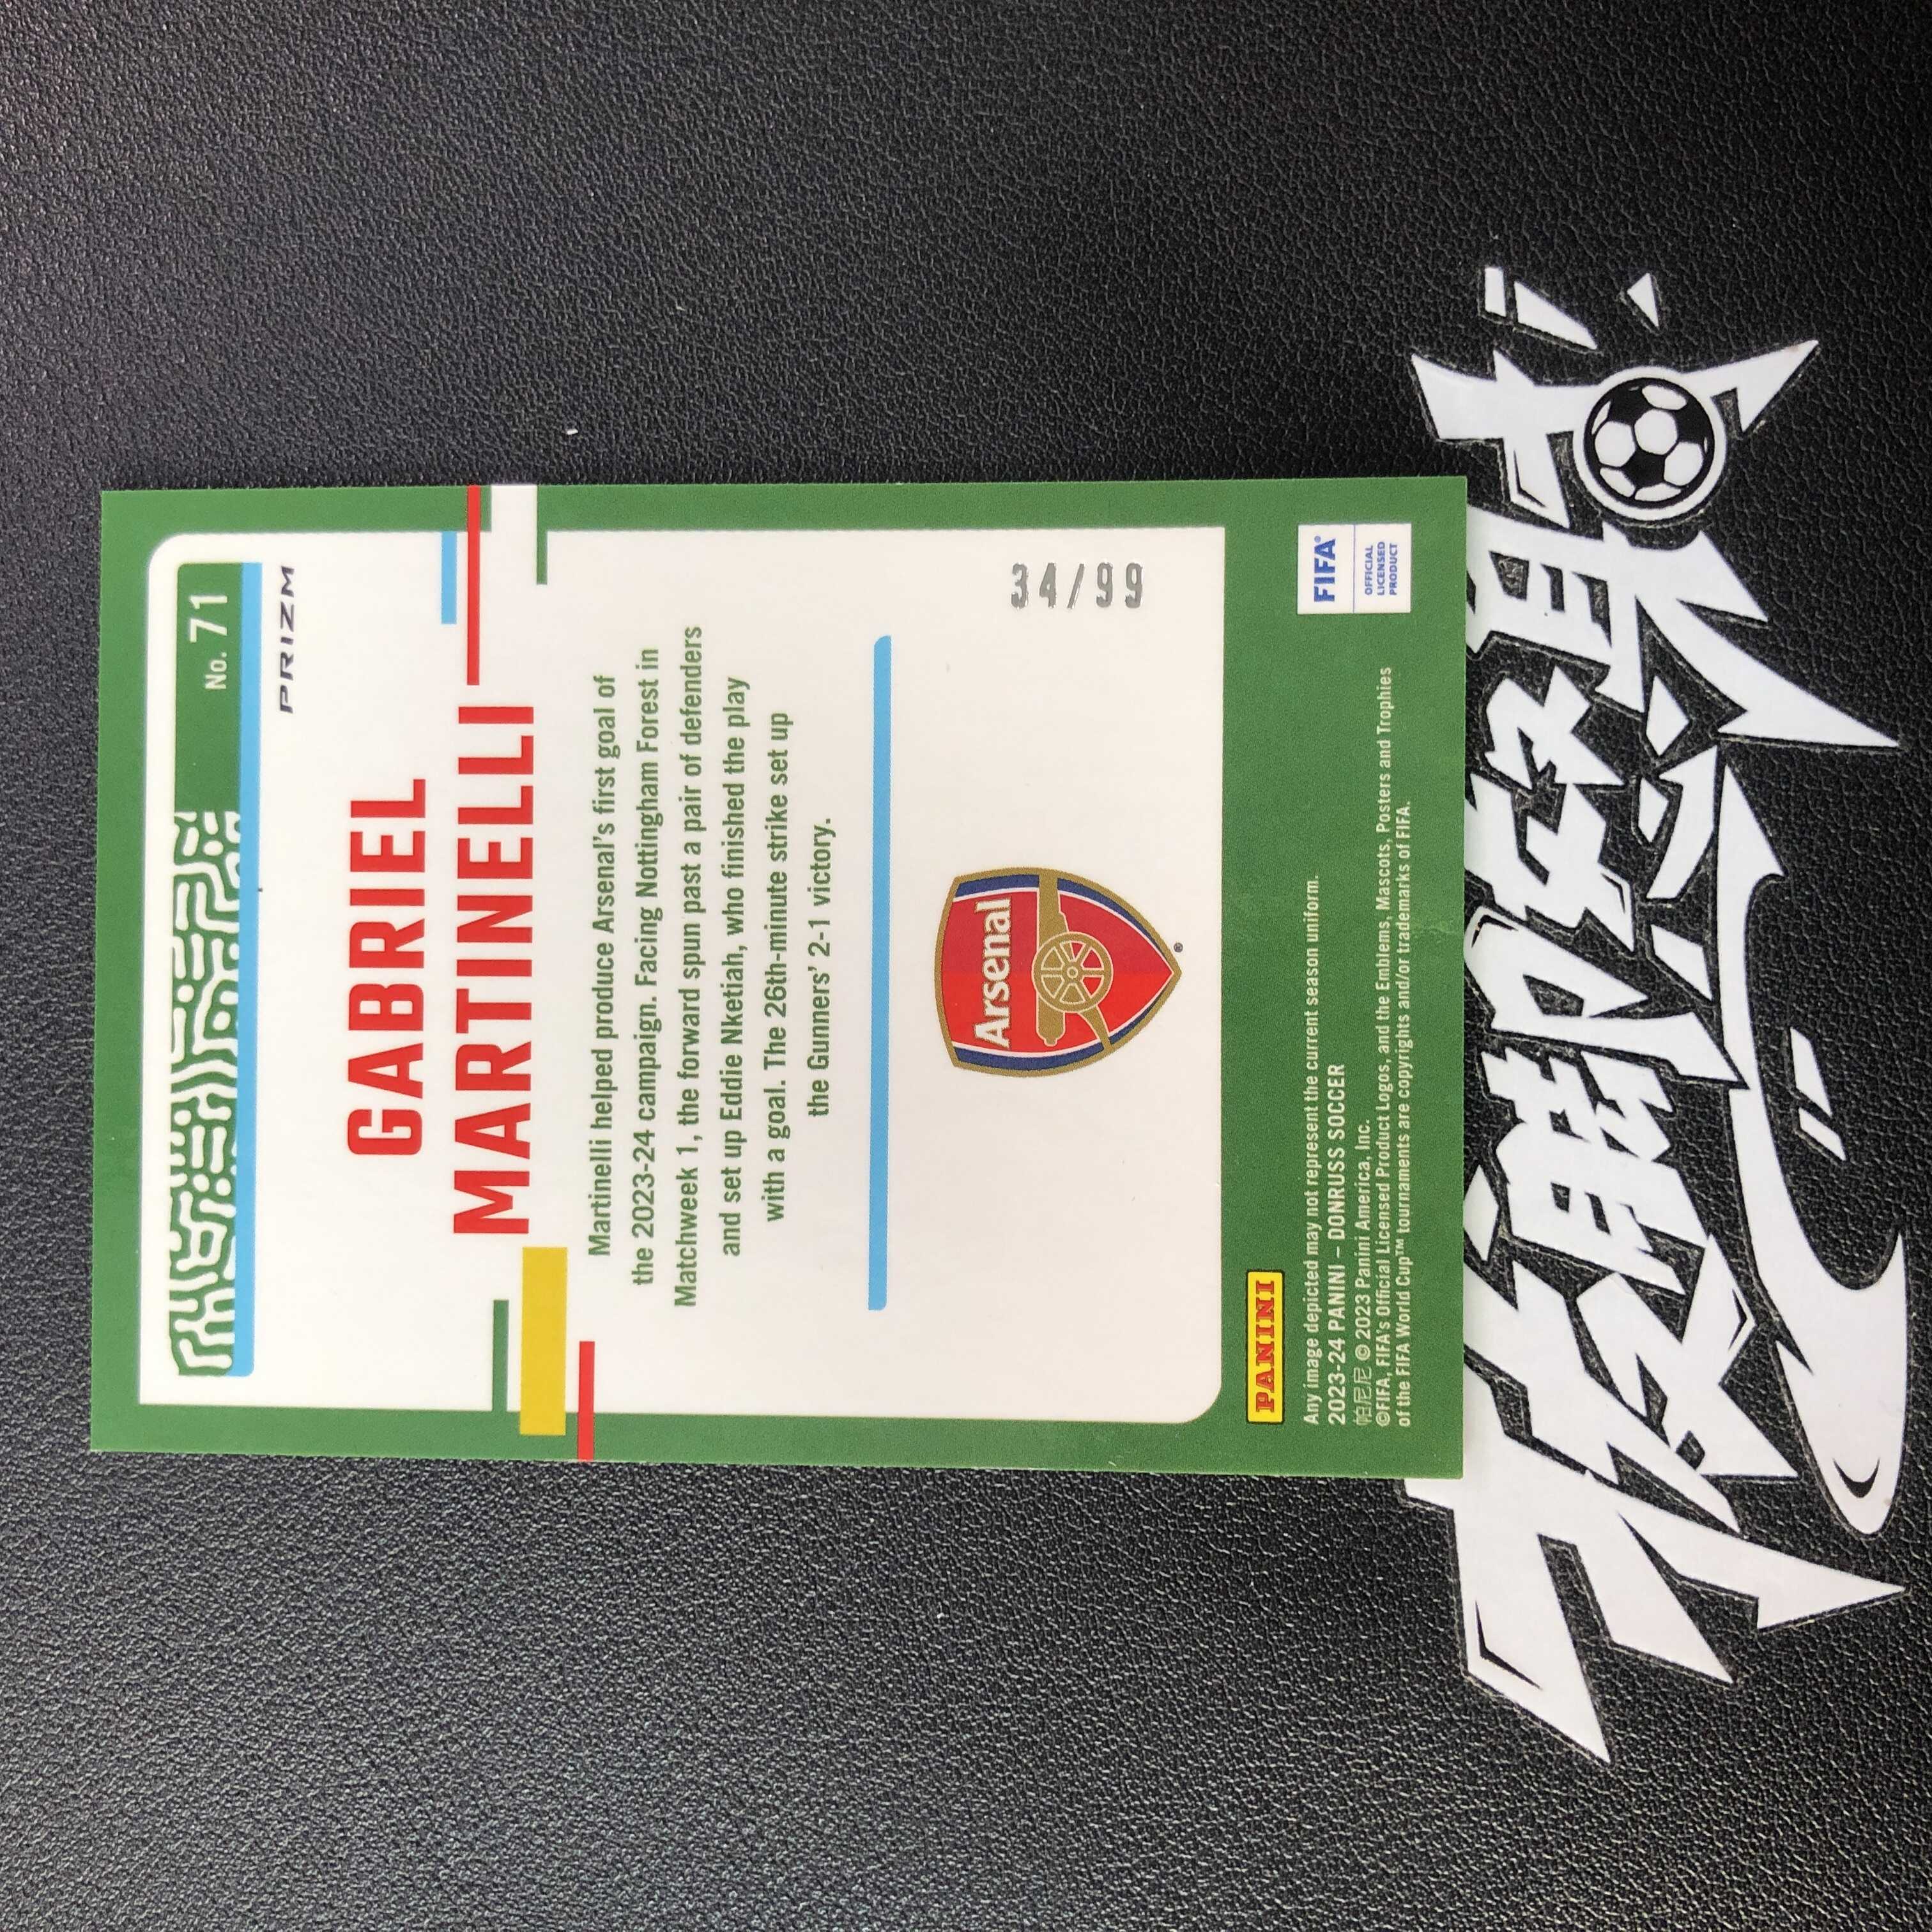 No. 71
PRIZM
GABRIEL
MARTINELLI
Martinelli helped produce Arsenal's first goal of
the 2023-24 campaign. Facing Nottingham Forest in
Matchweek 1, the forward spun past a pair of defenders
and set up Eddie Nketiah, who finished the play
with a goal. The 26th-minute strike set up
the Gunners' 2-1 victory.
Arsenal
®
34/99
PANINI
FIFA®
OFFICIAL
LICENSED
PRODUCT
Any image depicted may not represent the current season uniform.
2023-24 PANINI – DONRUSS SOCCER
帕尼尼 © 2023 Panini America, Inc.
©FIFA, FIFA's Official Licensed Product Logos, and the Emblems, Mascots, Posters and Trophies
of the FIFA World Cup™ tournaments are copyrights and/or trademarks of FIFA.